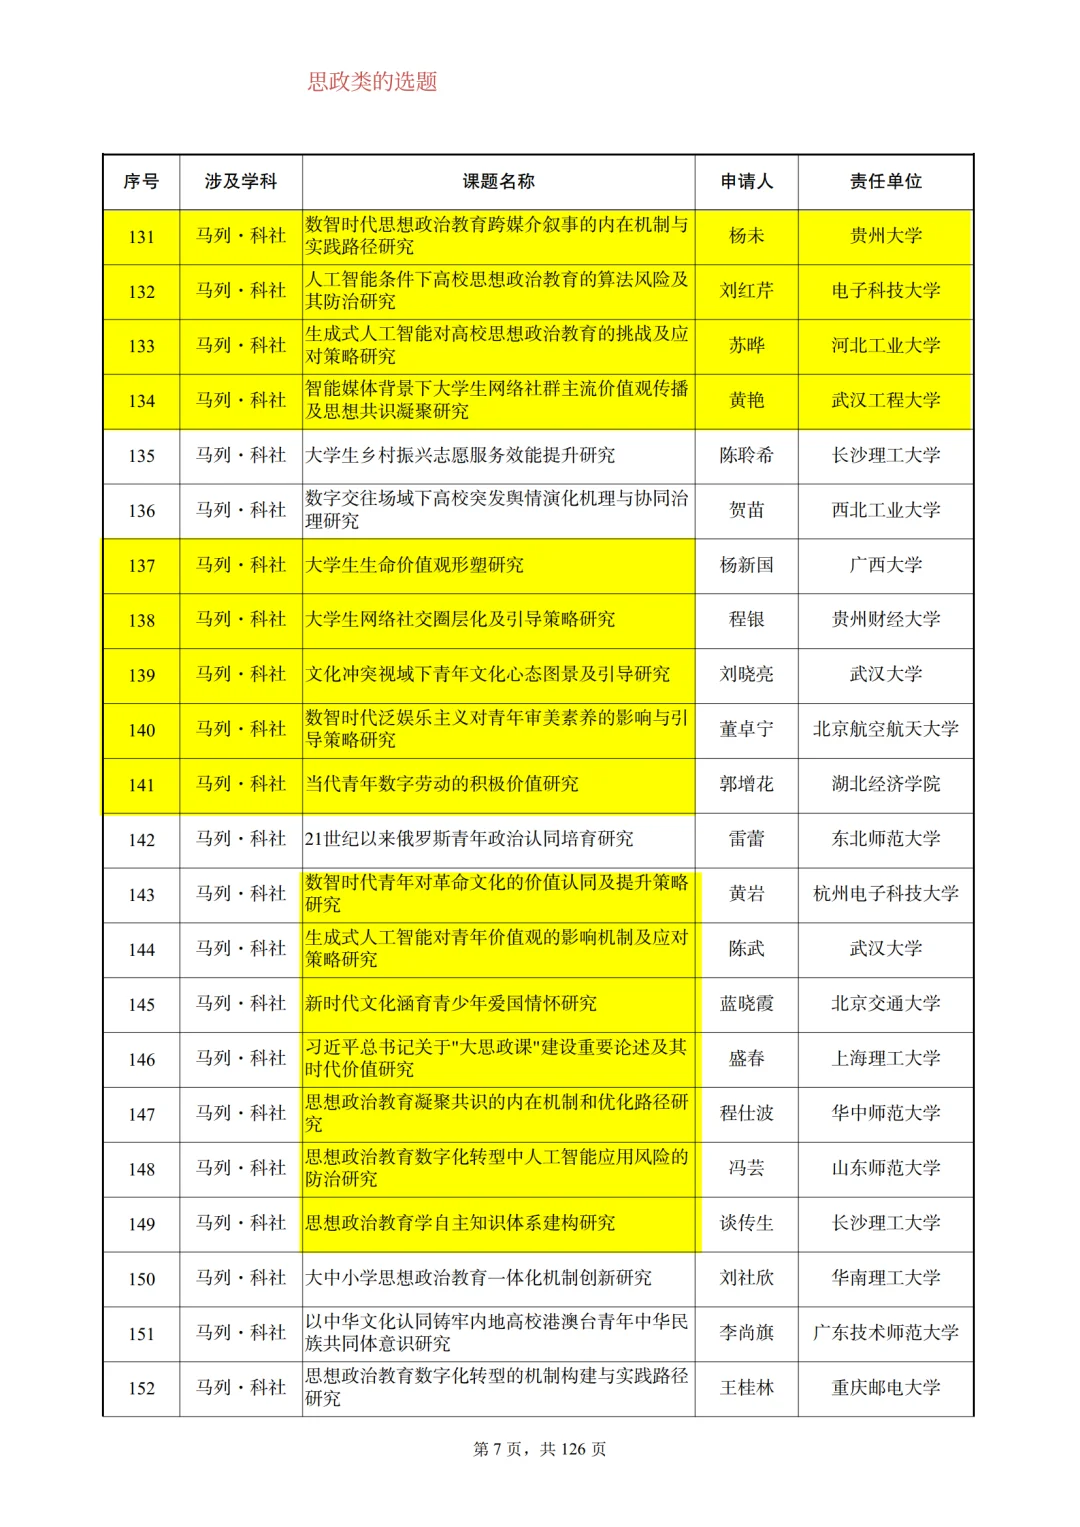 思政类的选题
序号 涉及学科 课题名称 申请人 责任单位
131 马列·科社 数智时代思想政治教育跨媒介叙事的内在机制与 杨未 贵州大学
实践路径研究
132 马列·科社 人工智能条件下高校思想政治教育的算法风险及 刘红芹 电子科技大学
其防治研究
133 马列·科社 生成式人工智能对高校思想政治教育的挑战及应 苏晔 河北工业大学
对策略研究
134 马列·科社 智能媒体背景下大学生网络社群主流价值观传播 黄艳 武汉工程大学
及思想共识凝聚研究
135 马列·科社 大学生乡村振兴志愿服务效能提升研究 陈聆希 长沙理工大学
136 马列·科社 数字交往场域下高校突发舆情演化机理与协同治 贺苗 西北工业大学
理研究
137 马列·科社 大学生生命价值观形塑研究 杨新国 广西大学
138 马列·科社 大学生网络社交圈层化及引导策略研究 程银 贵州财经大学
139 马列·科社 文化冲突视域下青年文化心态图景及引导研究 刘晓亮 武汉大学
140 马列·科社 数智时代泛娱乐主义对青年审美素养的影响与引 董卓宁 北京航空航天大学
导策略研究
141 马列·科社 当代青年数字劳动的积极价值研究 郭增花 湖北经济学院
142 马列·科社 21世纪以来俄罗斯青年政治认同培育研究 雷蕾 东北师范大学
143 马列·科社 数智时代青年对革命文化的价值认同及提升策略 黄岩 杭州电子科技大学
研究
144 马列·科社 生成式人工智能对青年价值观的影响机制及应对 陈武 武汉大学
策略研究
145 马列·科社 新时代文化涵育青少年爱国情怀研究 蓝晓霞 北京交通大学
146 马列·科社 习近平总书记关于"大思政课"建设重要论述及其 盛春 上海理工大学
时代价值研究
147 马列·科社 思想政治教育凝聚共识的内在机制和优化路径研 程仕波 华中师范大学
究
148 马列·科社 思想政治教育数字化转型中人工智能应用风险的 冯芸 山东师范大学
防治研究
149 马列·科社 思想政治教育学自主知识体系建构研究 谈传生 长沙理工大学
150 马列·科社 大中小学思想政治教育一体化机制创新研究 刘社欣 华南理工大学
151 马列·科社 以中华文化认同铸牢内地高校港澳台青年中华民 李尚旗 广东技术师范大学
族共同体意识研究
152 马列·科社 思想政治教育数字化转型的机制构建与实践路径 王桂林 重庆邮电大学
研究
第 7 页，共 126 页